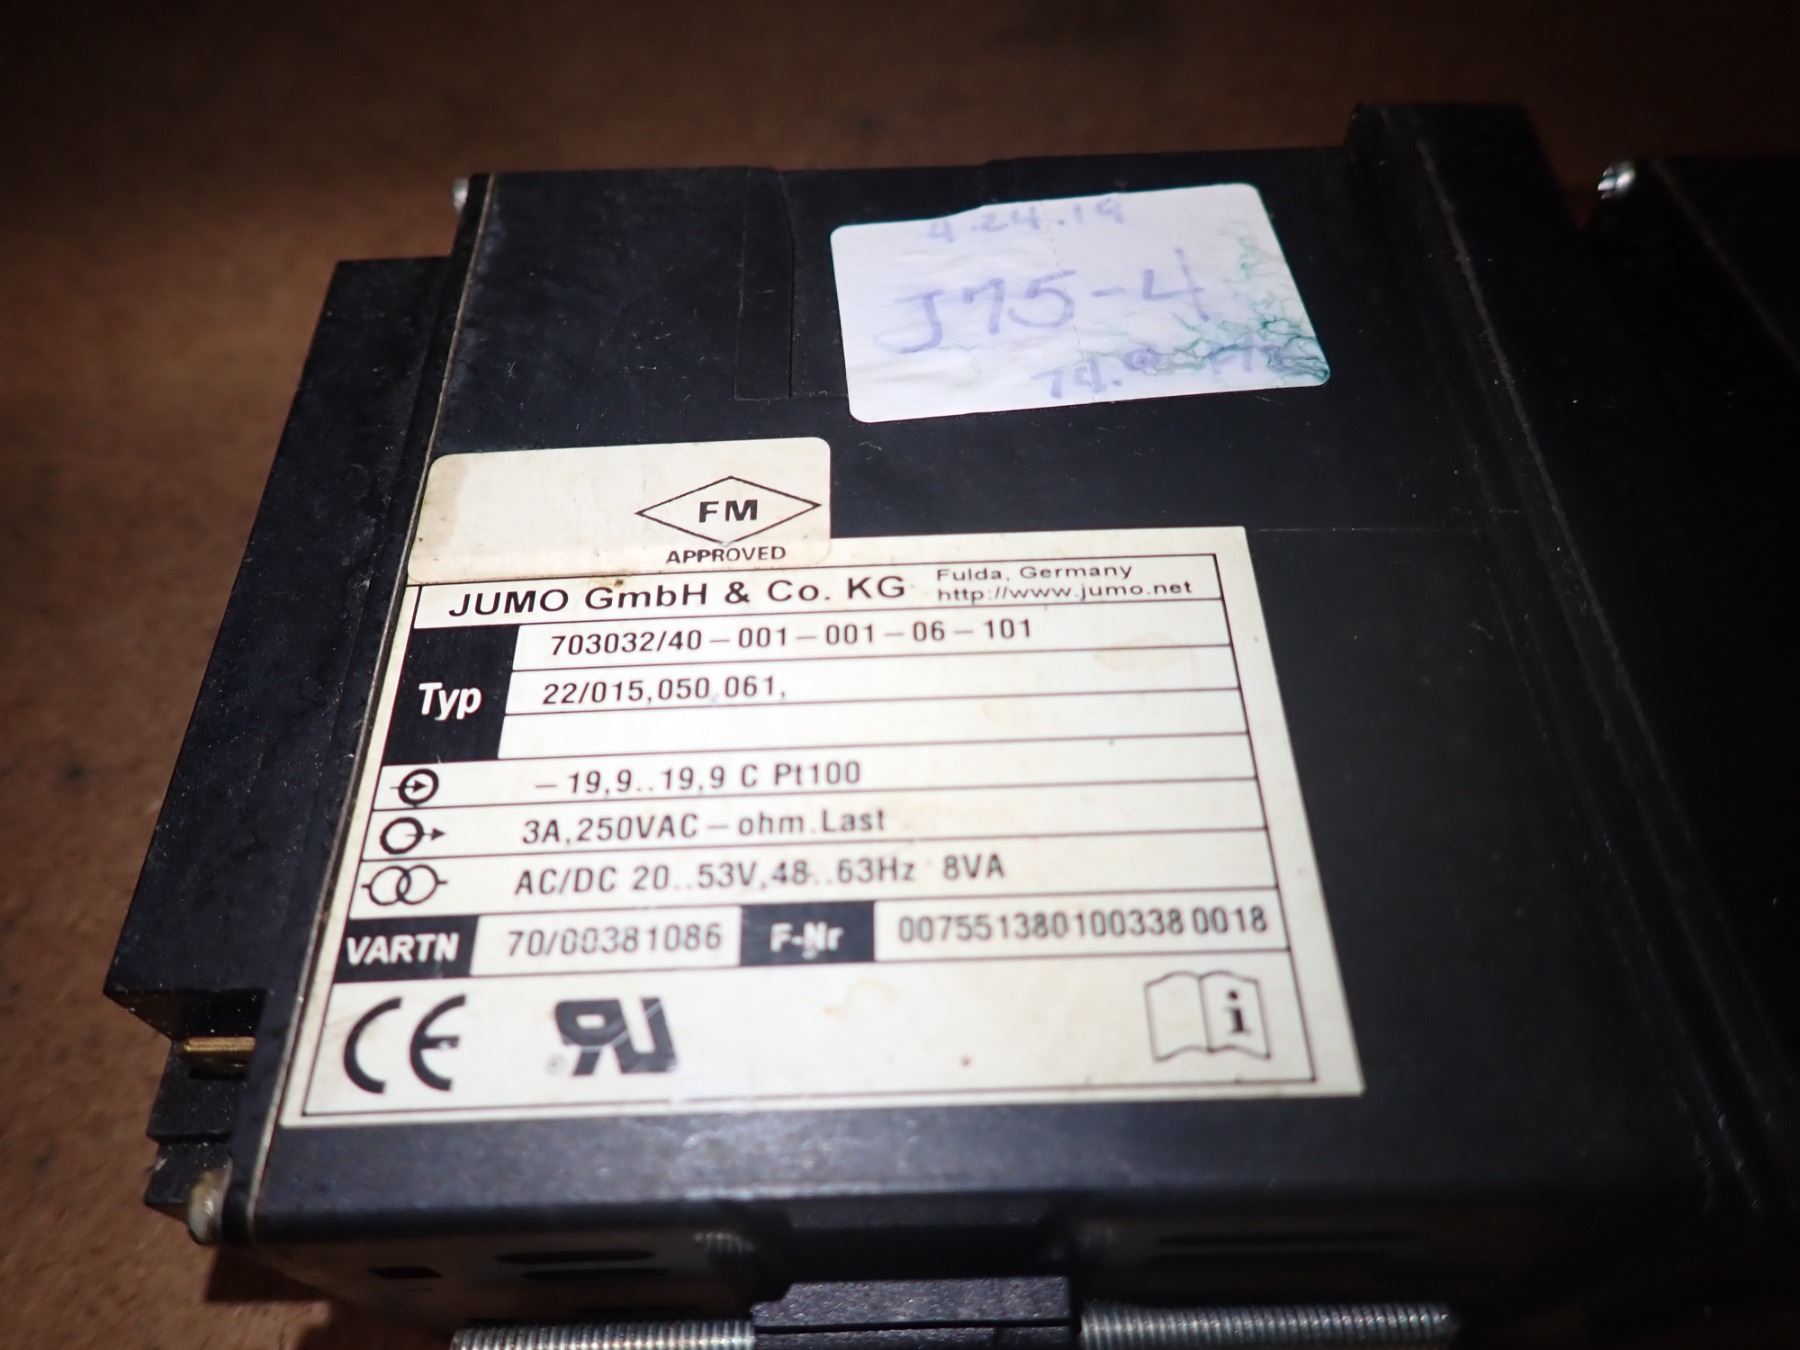 4.24.19
J75-4
FM
APPROVED
JUMO GmbH & Co. KG
Fulda, Germany
http://www.jumo.net
Typ
703032/40-001-001-06-101
22/015,050,061,
-19,9..19,9 C Pt100
3A,250VAC-ohm.Last
AC/DC 20..53V,48..63Hz 8VA
VARTN 70/00381086 F-Nr 0075513801003380018
CE
i